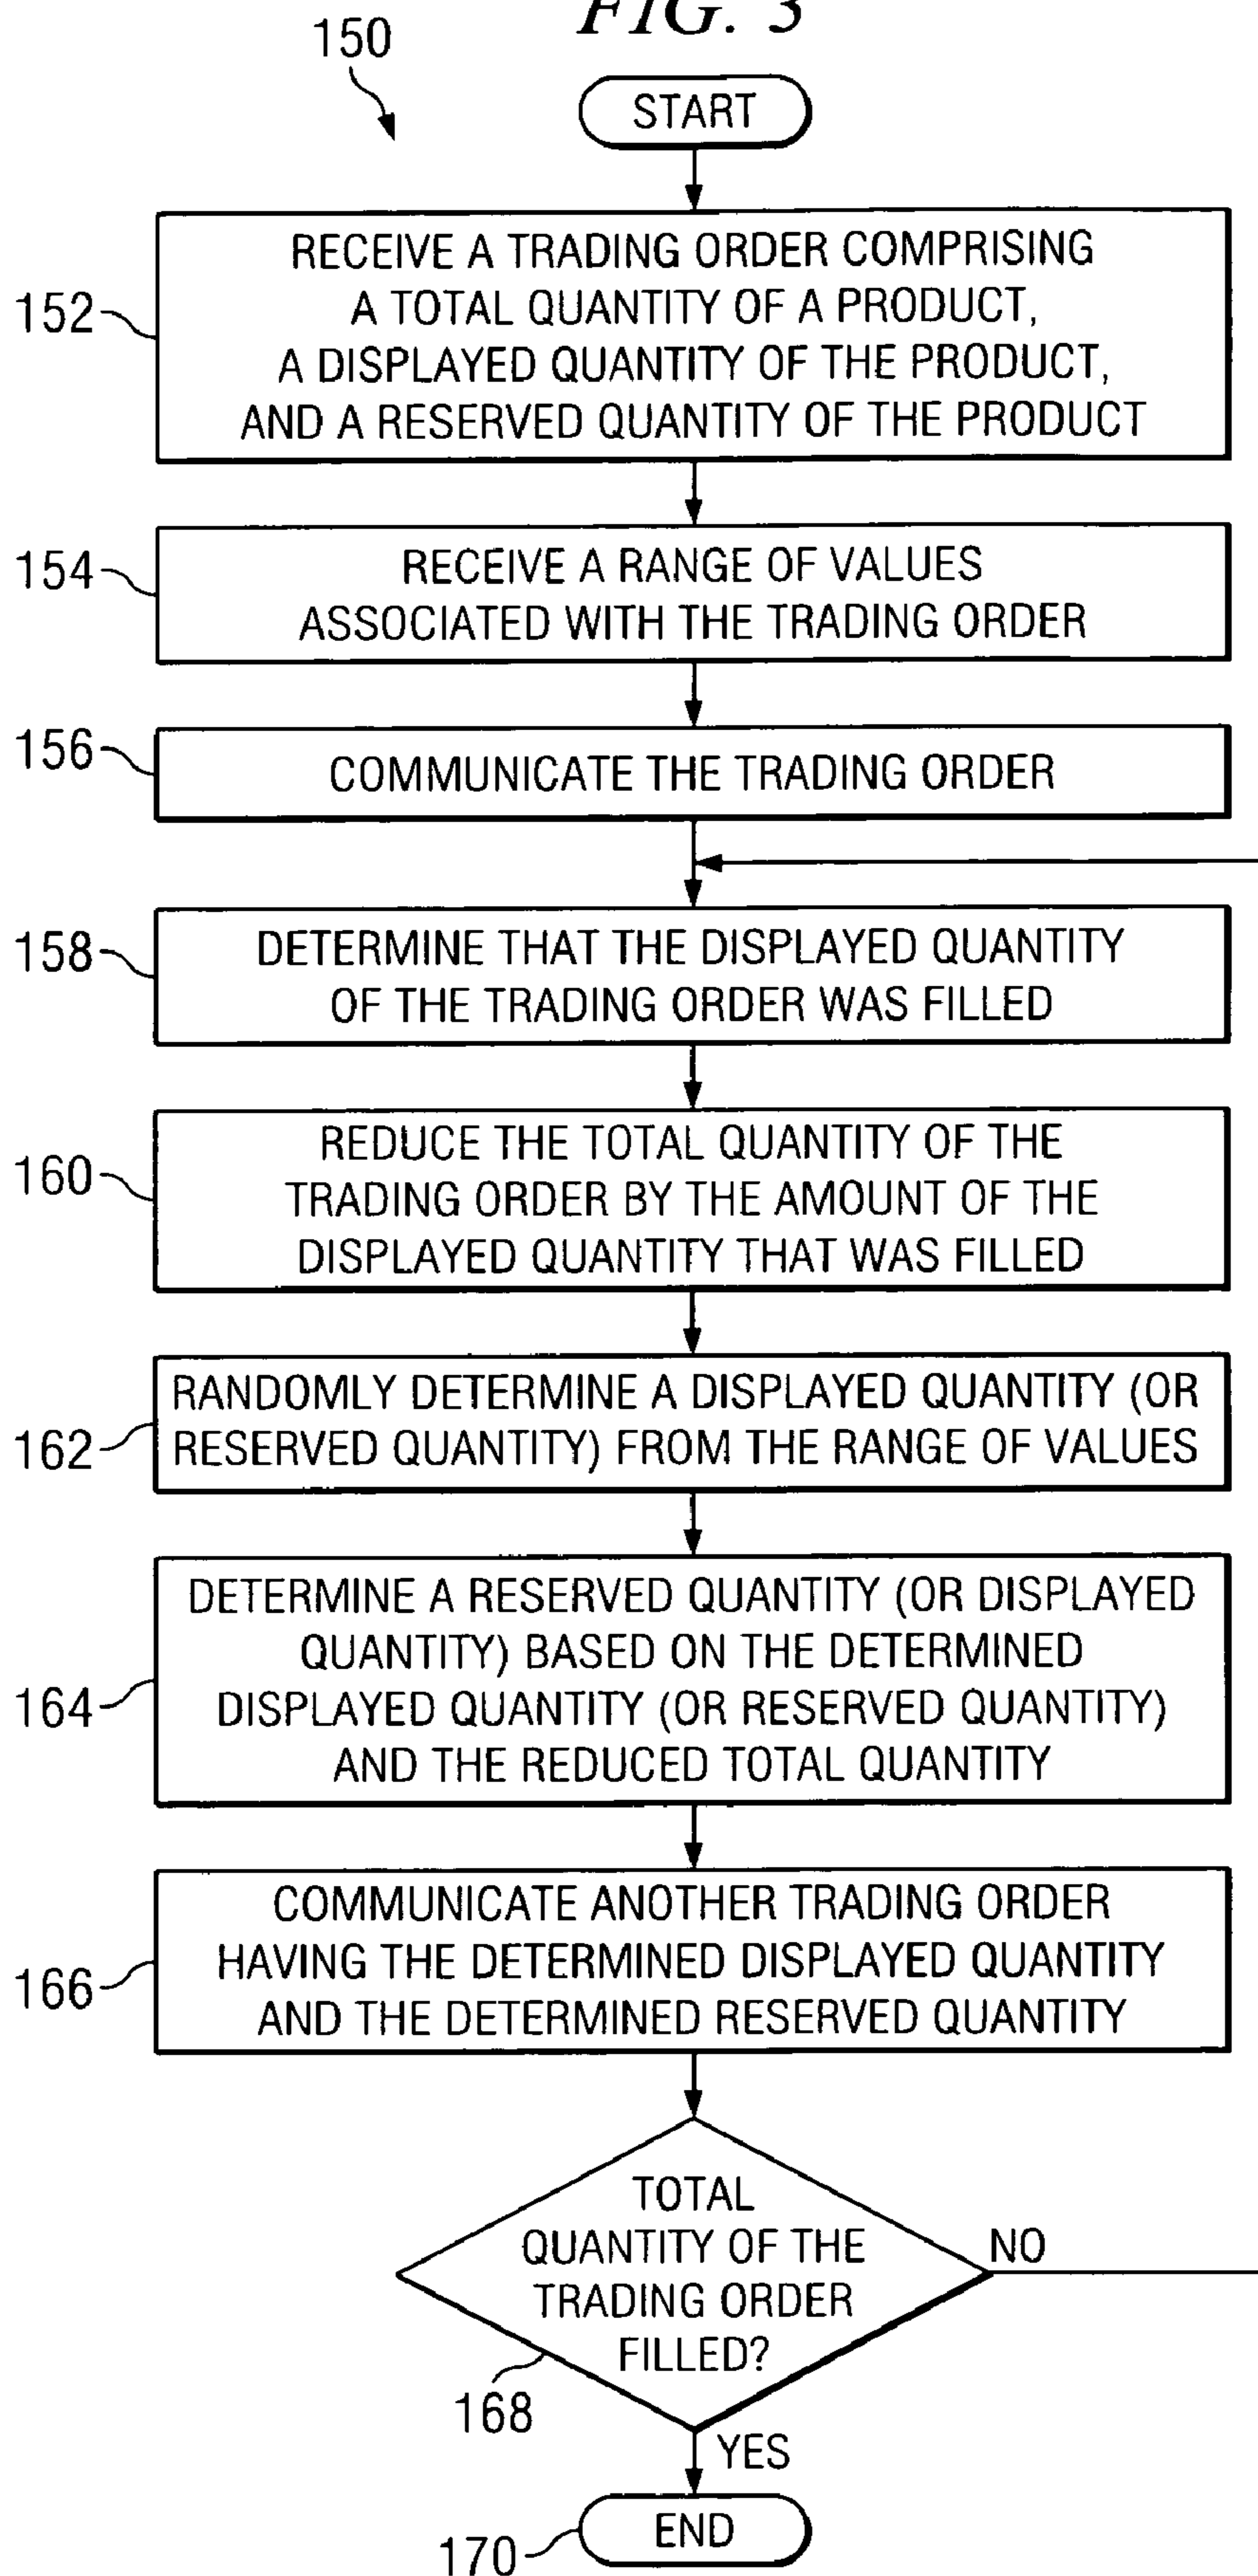 FIG. 3
150
START
152
RECEIVE A TRADING ORDER COMPRISING
A TOTAL QUANTITY OF A PRODUCT,
A DISPLAYED QUANTITY OF THE PRODUCT,
AND A RESERVED QUANTITY OF THE PRODUCT
154
RECEIVE A RANGE OF VALUES
ASSOCIATED WITH THE TRADING ORDER
156
COMMUNICATE THE TRADING ORDER
158
DETERMINE THAT THE DISPLAYED QUANTITY
OF THE TRADING ORDER WAS FILLED
160
REDUCE THE TOTAL QUANTITY OF THE
TRADING ORDER BY THE AMOUNT OF THE
DISPLAYED QUANTITY THAT WAS FILLED
162
RANDOMLY DETERMINE A DISPLAYED QUANTITY (OR
RESERVED QUANTITY) FROM THE RANGE OF VALUES
164
DETERMINE A RESERVED QUANTITY (OR DISPLAYED
QUANTITY) BASED ON THE DETERMINED
DISPLAYED QUANTITY (OR RESERVED QUANTITY)
AND THE REDUCED TOTAL QUANTITY
166
COMMUNICATE ANOTHER TRADING ORDER
HAVING THE DETERMINED DISPLAYED QUANTITY
AND THE DETERMINED RESERVED QUANTITY
TOTAL
QUANTITY OF THE
TRADING ORDER
FILLED?
NO
168
YES
END
170